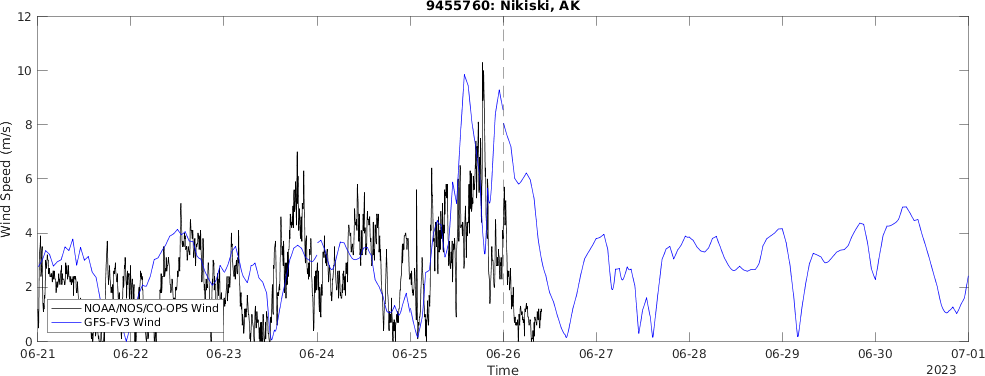 9455760: Nikiski, AK
Wind Speed (m/s)
12
10
8
6
4
2
0
NOAA/NOS/CO-OPS Wind
GFS-FV3 Wind
06-21 06-22 06-23 06-24 06-25 06-26 06-27 06-28 06-29 06-30 07-01
Time
2023